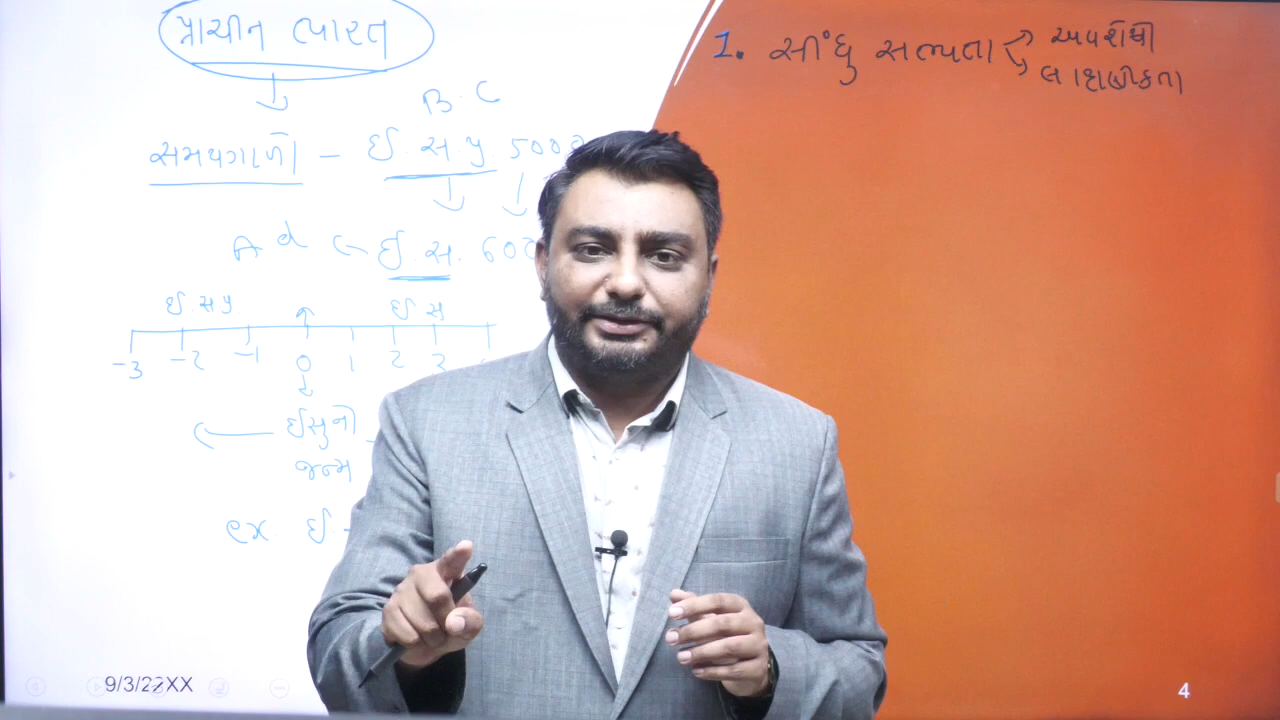 પ્રાચીન ભારત
B. C
સમયગાળો - ઈ. સ. પુ. 5000
A d ઈ. સ. 600
ઈ. સ પુ ઈ સ
-3 -2 -1 0 1 2 3
ઈસુનો
જન્મ
ex ઈ -
9/3/2XX
1. સીંધુ સભ્યતા
અવશેષો
લાક્ષણીકતા
4